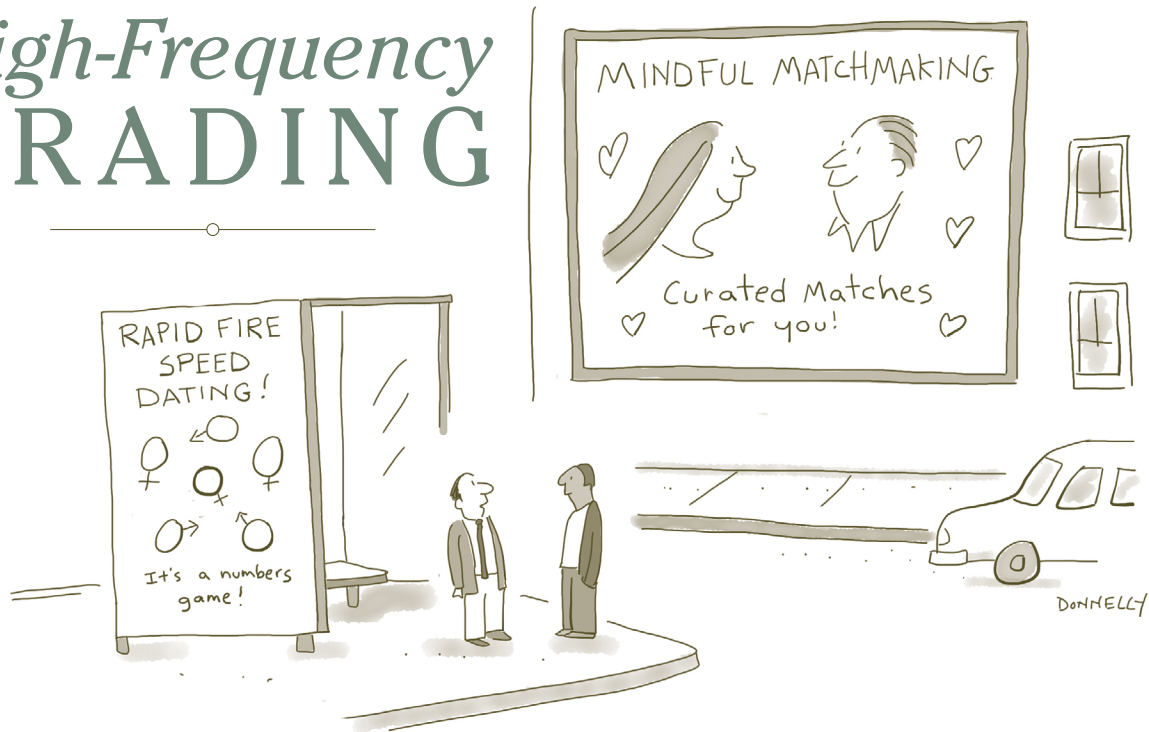 igh-Frequency
RADING
MINDFUL MATCHMAKING
Curated Matches
for you!
RAPID FIRE
SPEED
DATING!
It's a numbers
game!
DONNELLY